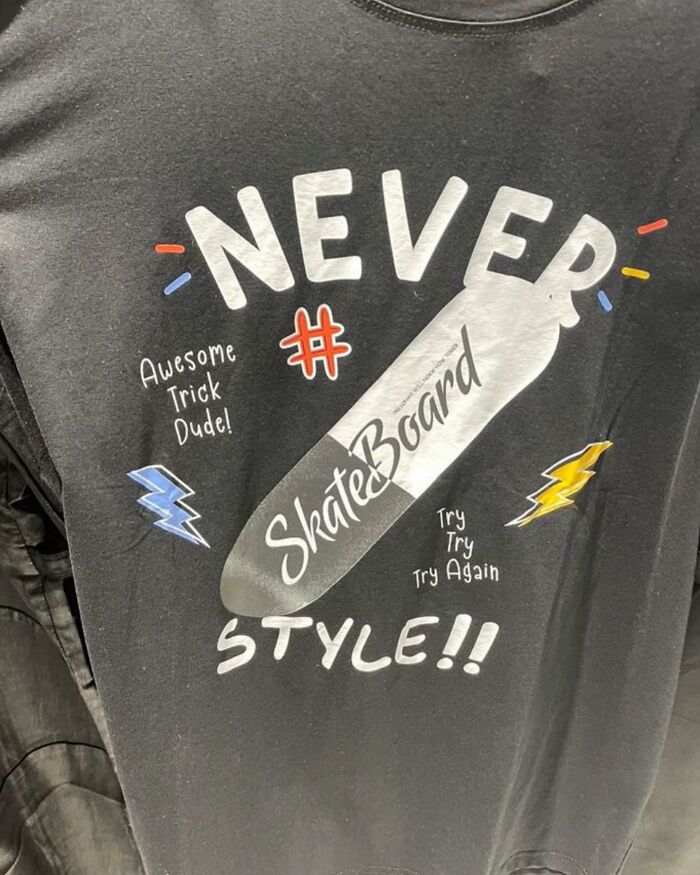 NEVER
#
Awesome
Trick
Dude!
SkateBoard
Try
Try
Try Again
STYLE!!